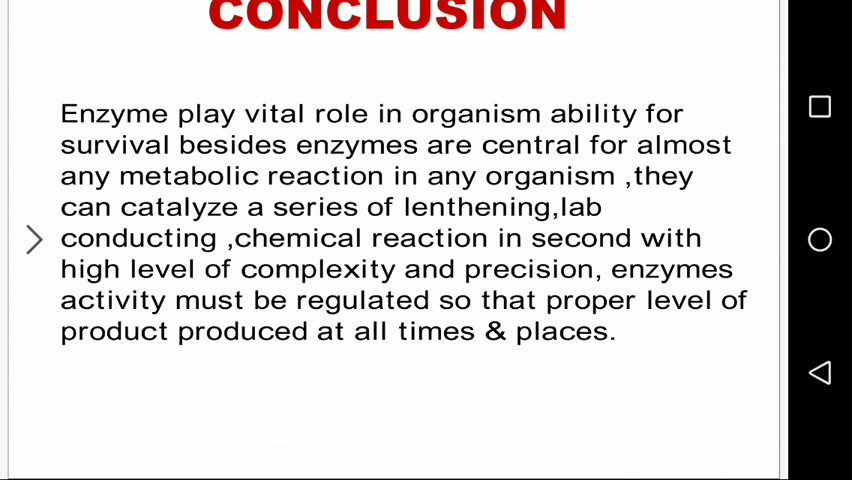 CONCLUSION
Enzyme play vital role in organism ability for
survival besides enzymes are central for almost
any metabolic reaction in any organism ,they
can catalyze a series of lenthening,lab
conducting ,chemical reaction in second with
high level of complexity and precision, enzymes
activity must be regulated so that proper level of
product produced at all times & places.